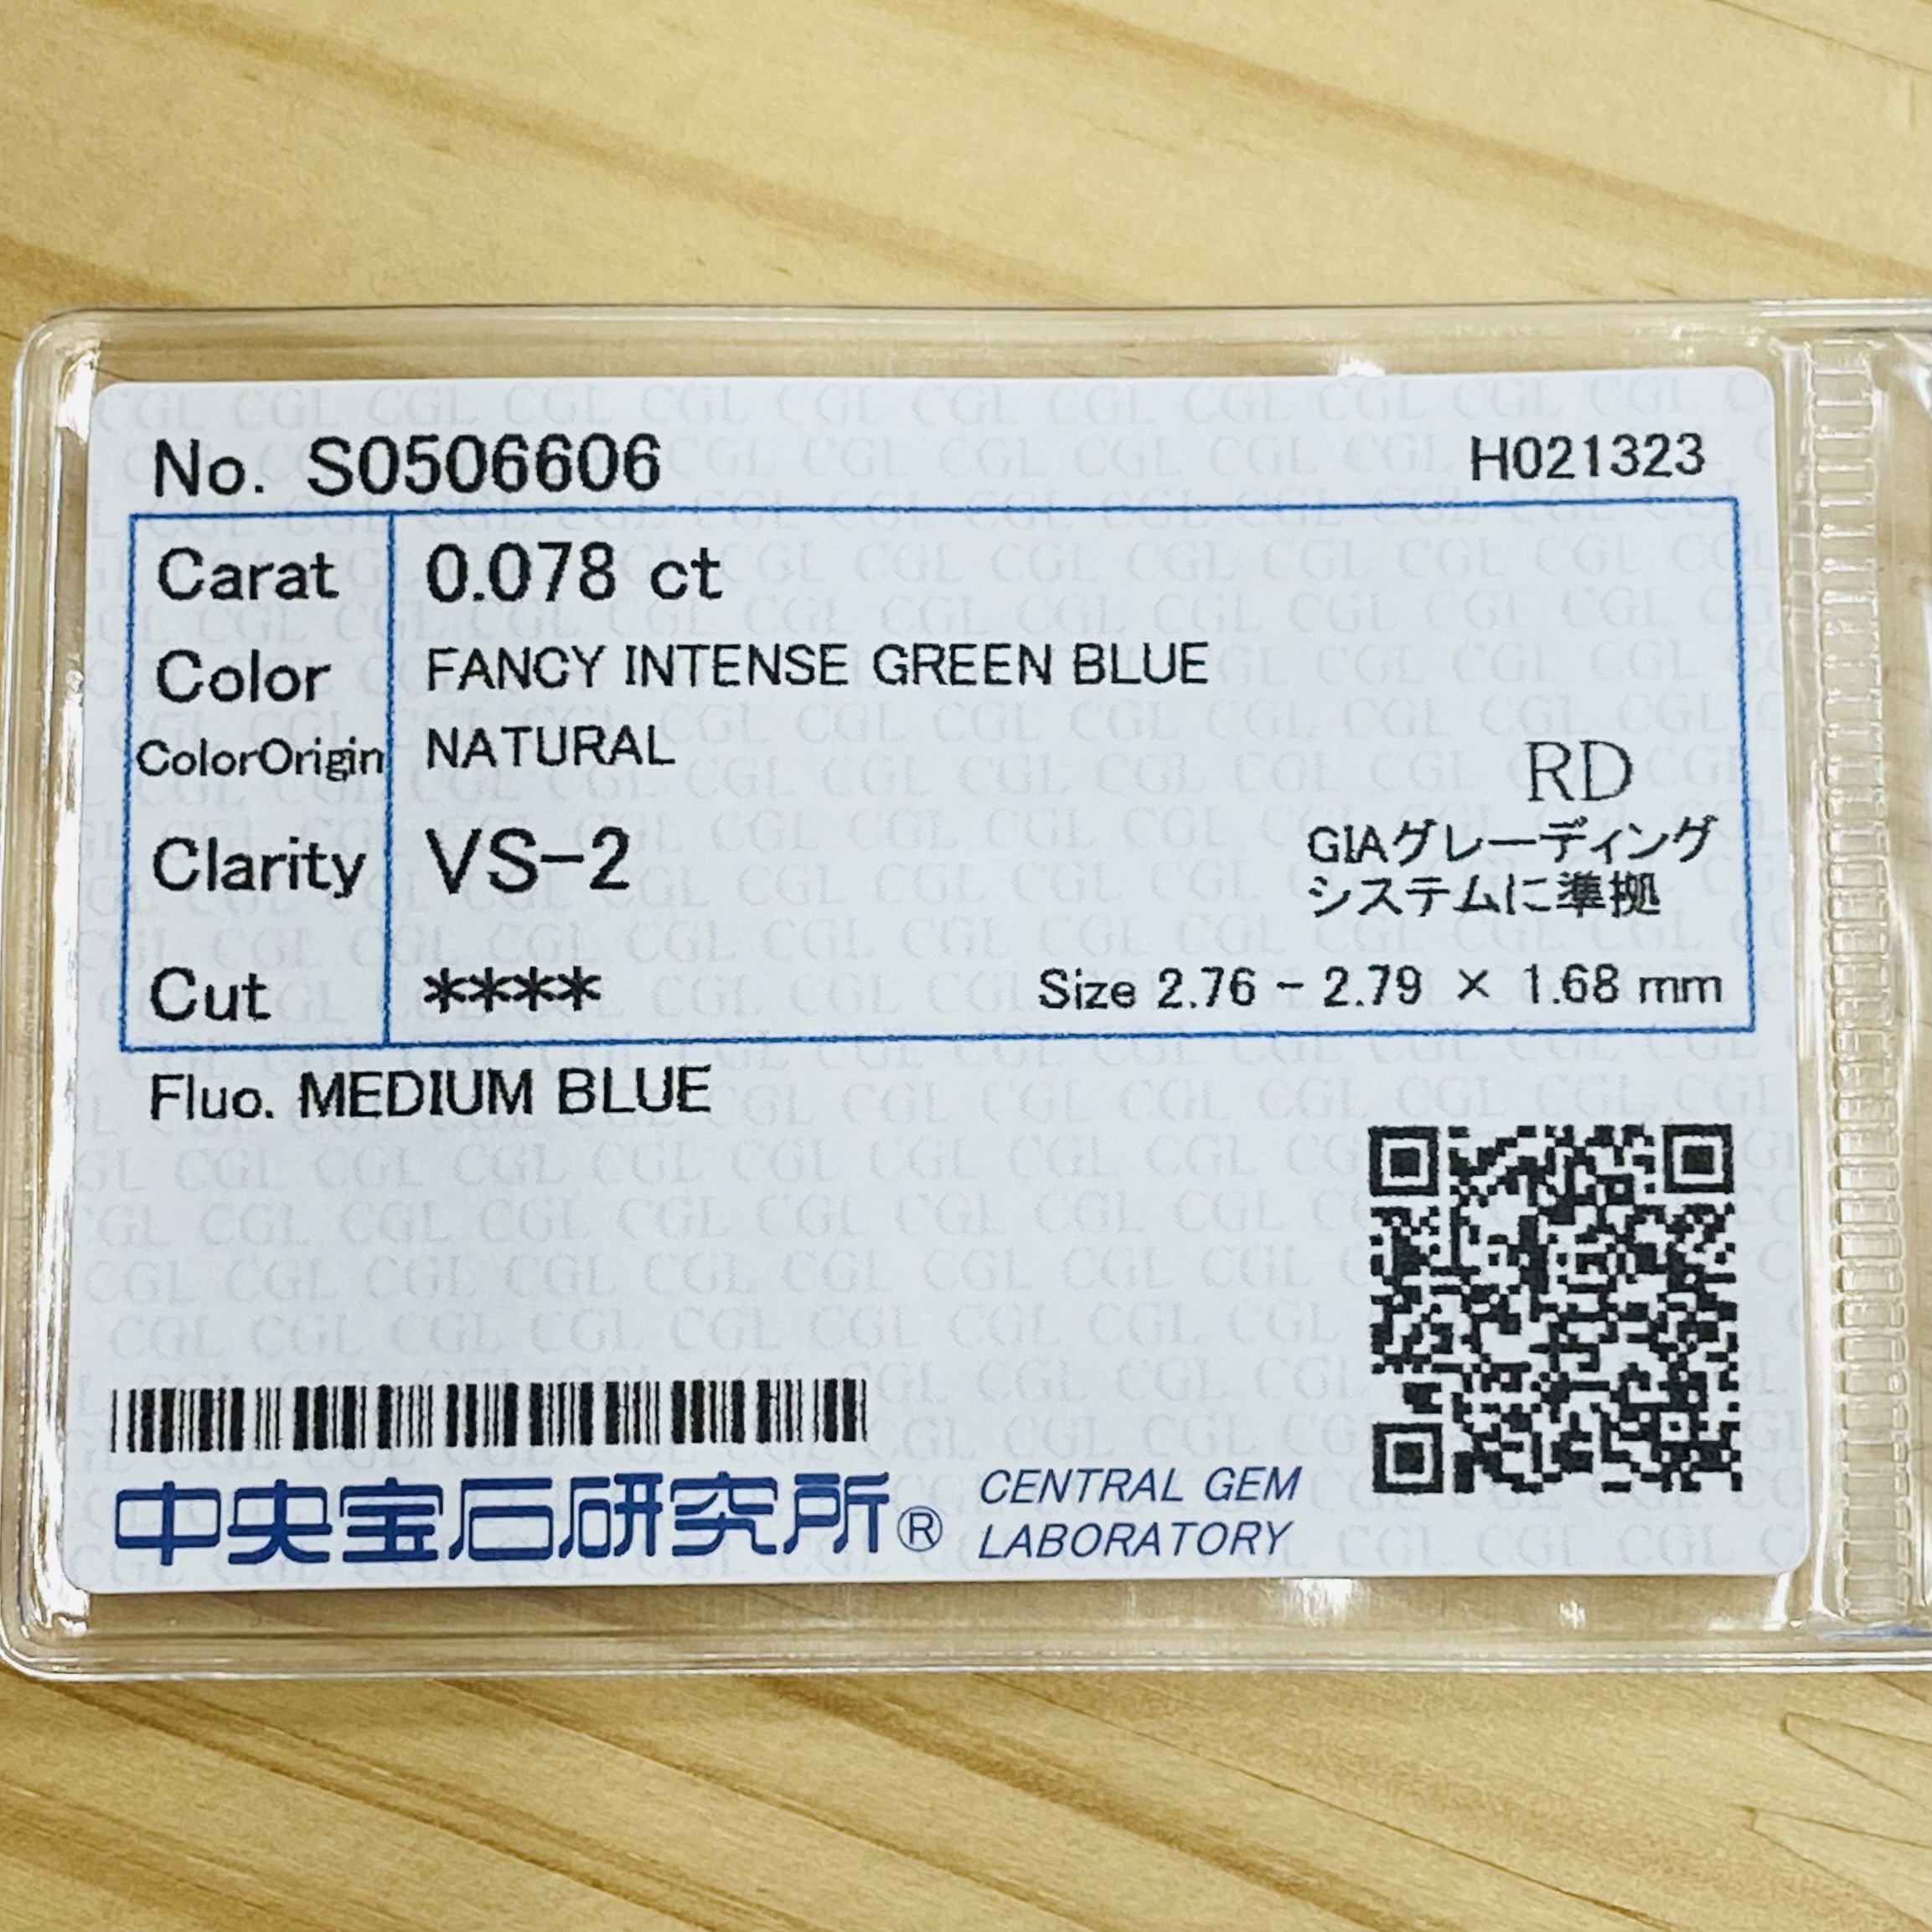 No. S0506606
H021323
Carat 0.078 ct
Color FANCY INTENSE GREEN BLUE
ColorOrigin NATURAL
RD
Clarity VS-2
GIAグレーディング
システムに準拠
Cut ****
Size 2.76 - 2.79 × 1.68 mm
Fluo. MEDIUM BLUE
中央宝石研究所®
CENTRAL GEM
LABORATORY